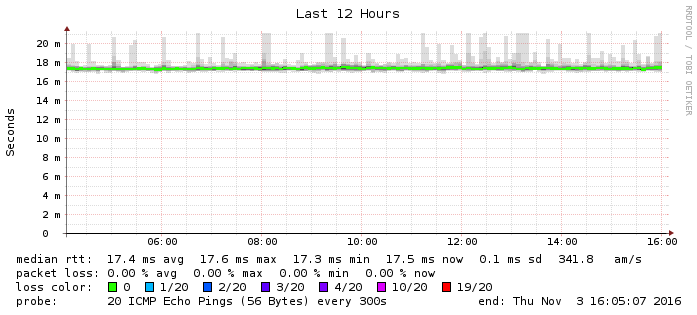 Last 12 Hours
RRDTOOL / TOBI OETIKER
Seconds
20 m
18 m
16 m
14 m
12 m
10 m
8 m
6 m
4 m
2 m
0
06:00 08:00 10:00 12:00 14:00 16:00
median rtt: 17.4 ms avg 17.6 ms max 17.3 ms min 17.5 ms now 0.1 ms sd 341.8 am/s
packet loss: 0.00 % avg 0.00 % max 0.00 % min 0.00 % now
loss color: 0 1/20 2/20 3/20 4/20 10/20 19/20
probe: 20 ICMP Echo Pings (56 Bytes) every 300s end: Thu Nov 3 16:05:07 2016